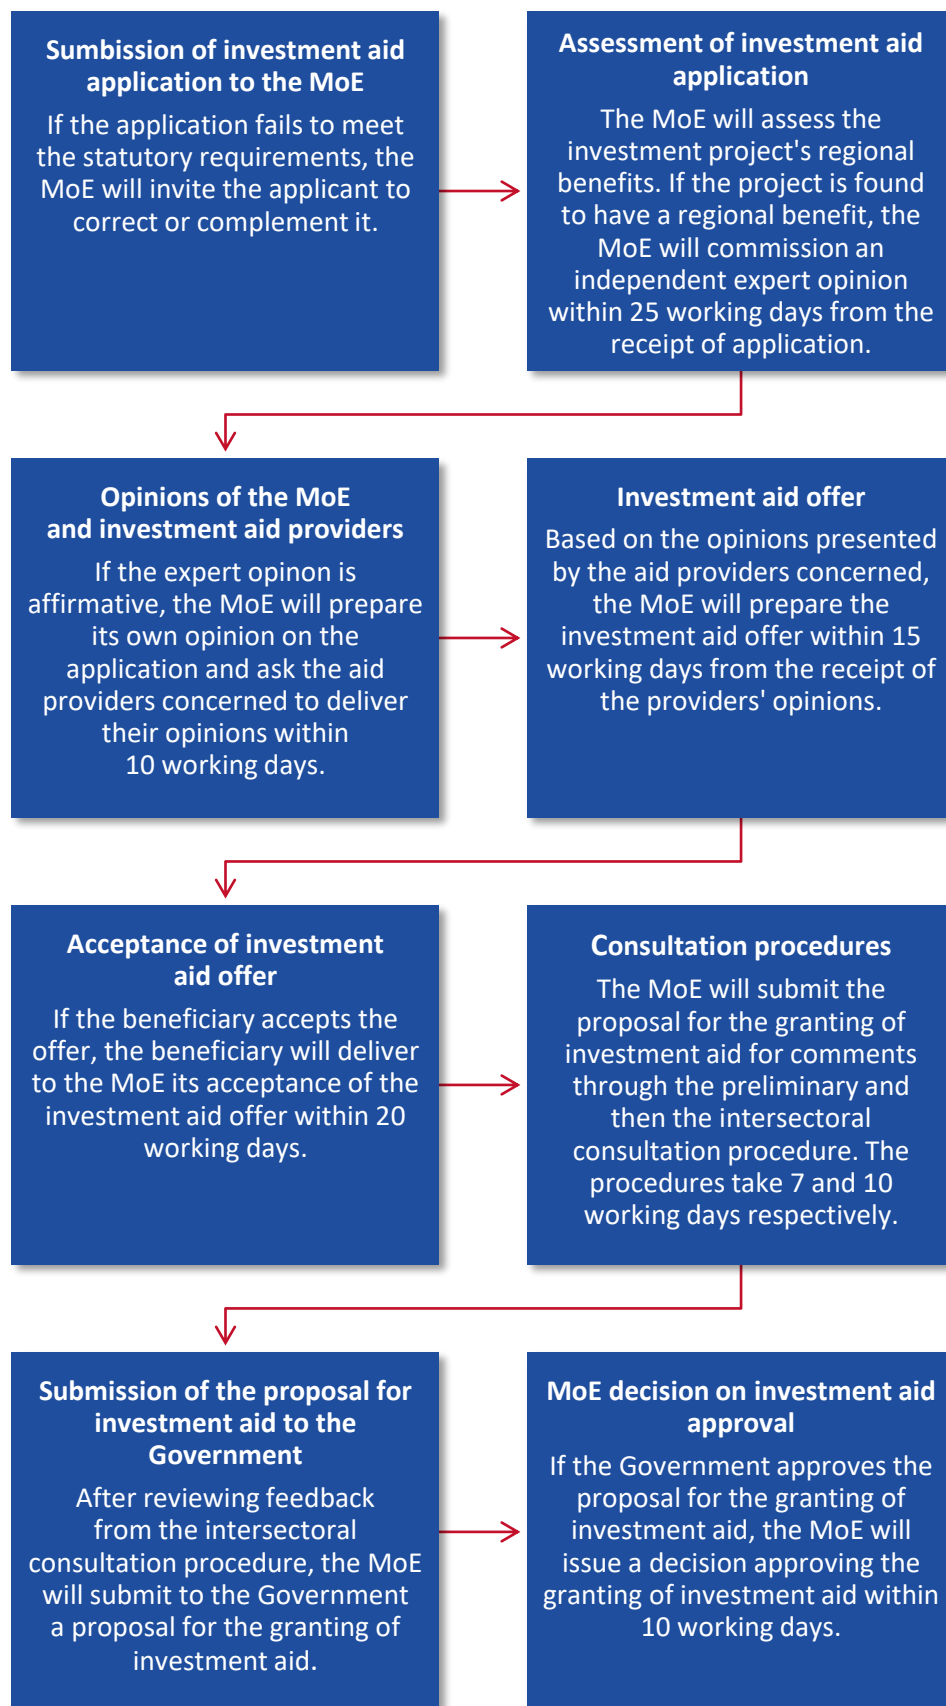 Sumbission of investment aid
application to the MoE
If the application fails to meet
the statutory requirements, the
MoE will invite the applicant to
correct or complement it.
Assessment of investment aid
application
The MoE will assess the
investment project's regional
benefits. If the project is found
to have a regional benefit, the
MoE will commission an
independent expert opinion
within 25 working days from the
receipt of application.
Opinions of the MoE
and investment aid providers
If the expert opinon is
affirmative, the MoE will prepare
its own opinion on the
application and ask the aid
providers concerned to deliver
their opinions within
10 working days.
Investment aid offer
Based on the opinions presented
by the aid providers concerned,
the MoE will prepare the
investment aid offer within 15
working days from the receipt of
the providers' opinions.
Acceptance of investment
aid offer
If the beneficiary accepts the
offer, the beneficiary will deliver
to the MoE its acceptance of the
investment aid offer within 20
working days.
Consultation procedures
The MoE will submit the
proposal for the granting of
investment aid for comments
through the preliminary and
then the intersectoral
consultation procedure. The
procedures take 7 and 10
working days respectively.
Submission of the proposal for
investment aid to the
Government
After reviewing feedback
from the intersectoral
consultation procedure, the MoE
will submit to the Government
a proposal for the granting of
investment aid.
MoE decision on investment aid
approval
If the Government approves the
proposal for the granting of
investment aid, the MoE will
issue a decision approving the
granting of investment aid within
10 working days.